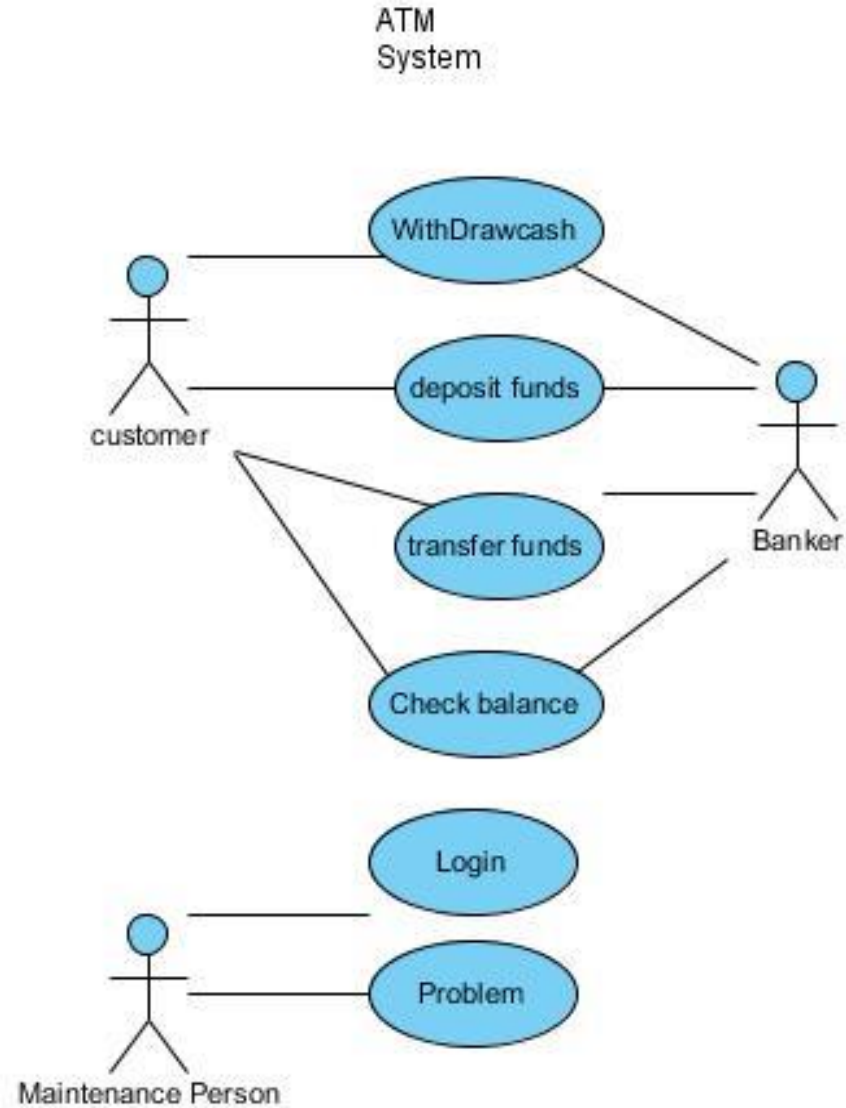 ATM
System
WithDrawcash
customer
deposit funds
transfer funds
Banker
Check balance
Login
Problem
Maintenance Person